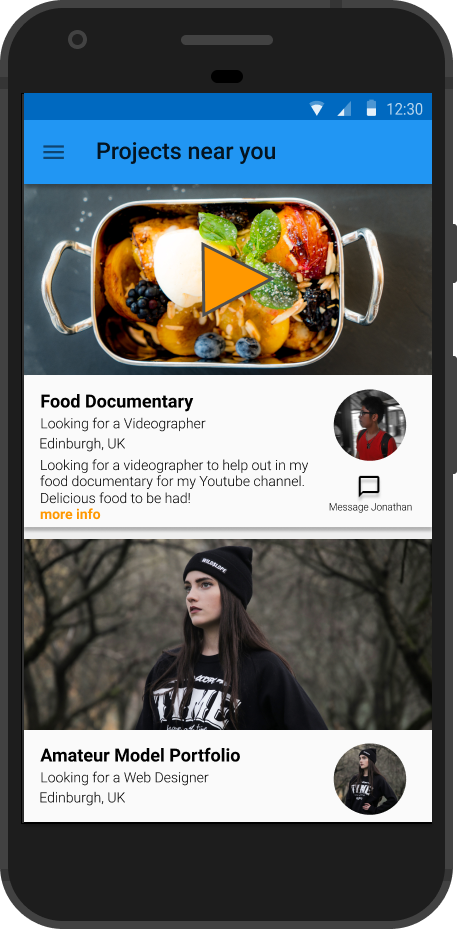 12:30
Projects near you
Food Documentary
Looking for a Videographer
Edinburgh, UK
Looking for a videographer to help out in my
food documentary for my Youtube channel.
Delicious food to be had!
more info
Message Jonathan
WILDSLOPE
TYME
Amateur Model Portfolio
Looking for a Web Designer
Edinburgh, UK